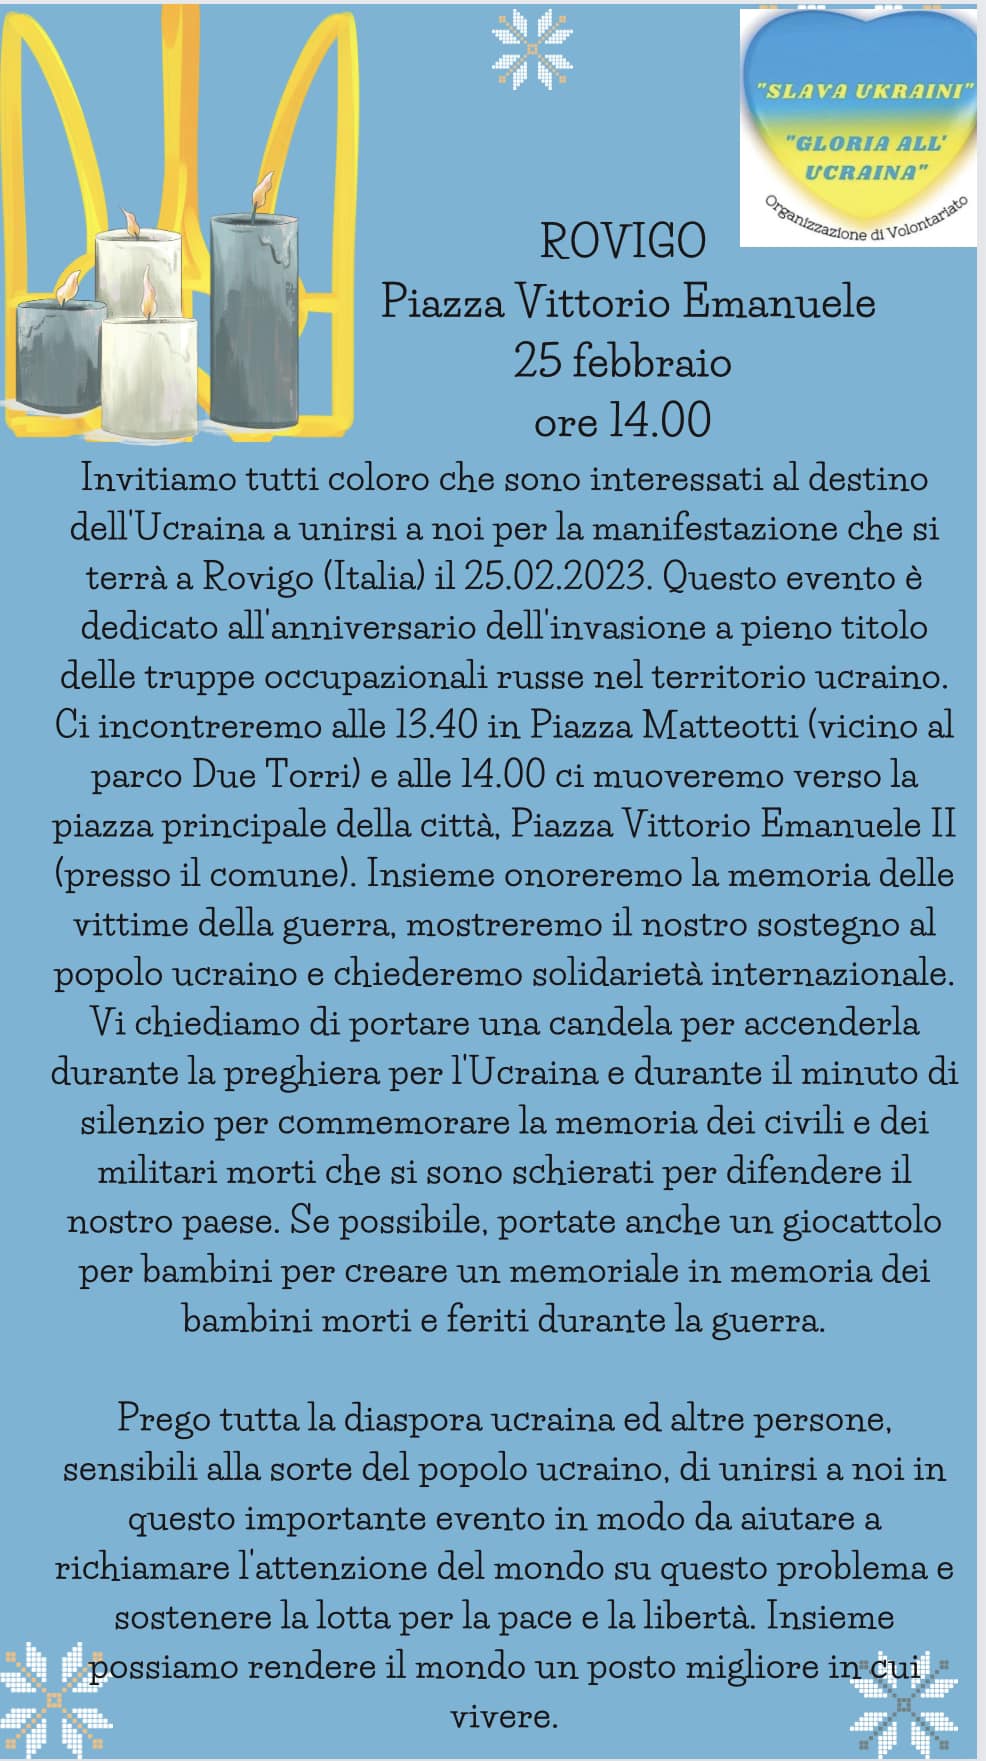 "SLAVA UKRAINI"
"GLORIA ALL'
UCRAINA"
Organizzazione di Volontariato
ROVIGO
Piazza Vittorio Emanuele
25 febbraio
ore 14.00
Invitiamo tutti coloro che sono interessati al destino
dell'Ucraina a unirsi a noi per la manifestazione che si
terrà a Rovigo (Italia) il 25.02.2023. Questo evento è
dedicato all'anniversario dell'invasione a pieno titolo
delle truppe occupazionali russe nel territorio ucraino.
Ci incontreremo alle 13.40 in Piazza Matteotti (vicino al
parco Due Torri) e alle 14.00 ci muoveremo verso la
piazza principale della città, Piazza Vittorio Emanuele II
(presso il comune). Insieme onoreremo la memoria delle
vittime della guerra, mostreremo il nostro sostegno al
popolo ucraino e chiederemo solidarietà internazionale.
Vi chiediamo di portare una candela per accenderla
durante la preghiera per l'Ucraina e durante il minuto di
silenzio per commemorare la memoria dei civili e dei
militari morti che si sono schierati per difendere il
nostro paese. Se possibile, portate anche un giocattolo
per bambini per creare un memoriale in memoria dei
bambini morti e feriti durante la guerra.
Prego tutta la diaspora ucraina ed altre persone,
sensibili alla sorte del popolo ucraino, di unirsi a noi in
questo importante evento in modo da aiutare a
richiamare l'attenzione del mondo su questo problema e
sostenere la lotta per la pace e la libertà. Insieme
possiamo rendere il mondo un posto migliore in cui
vivere.